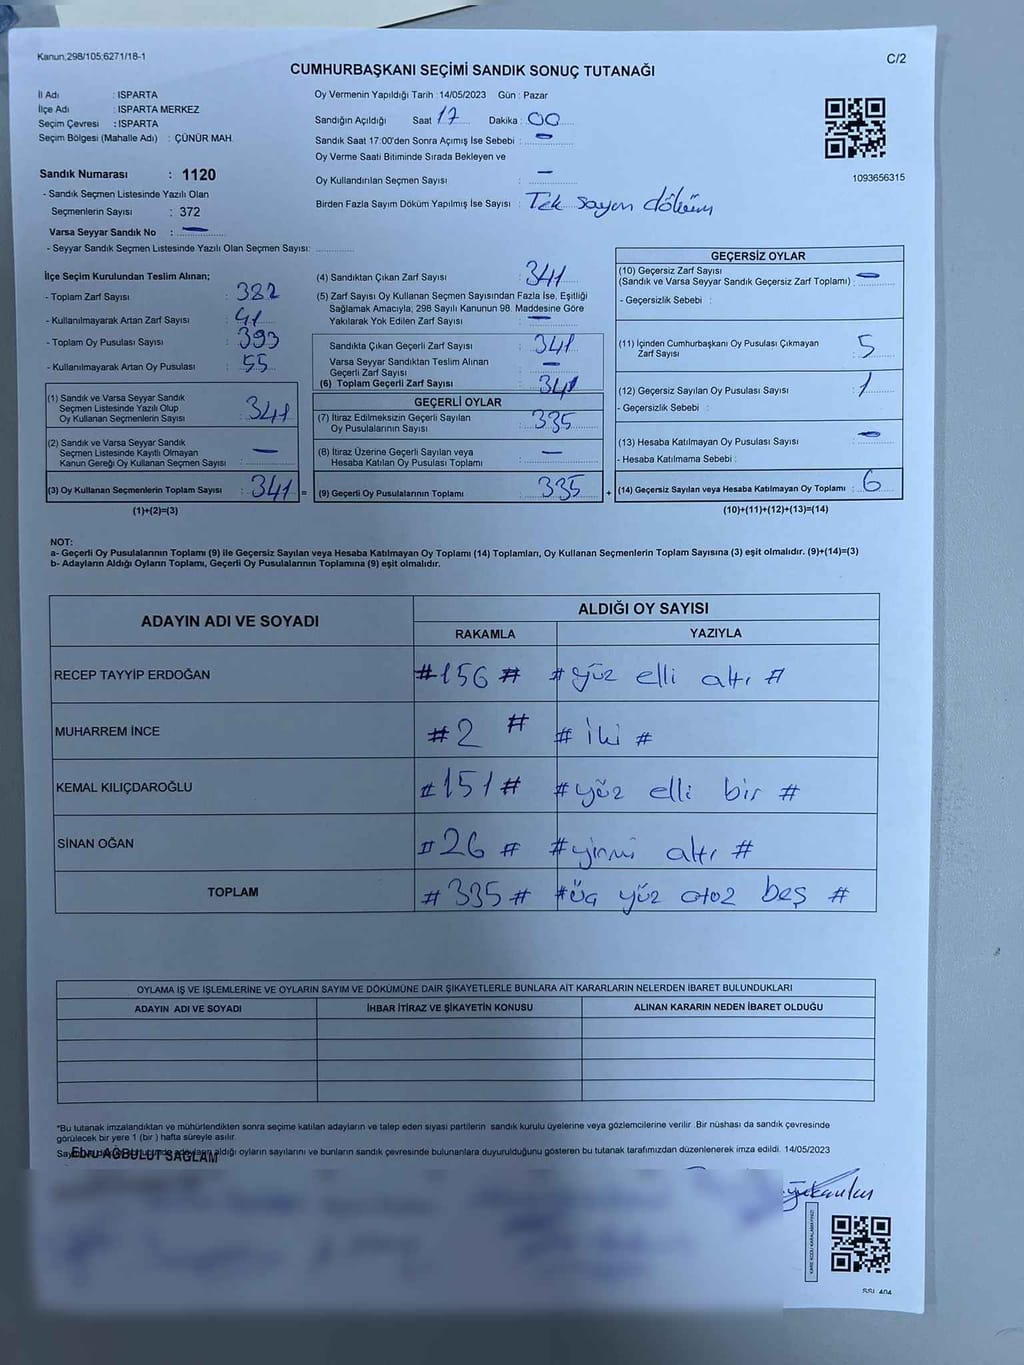 Kanun:298/105;6271/18-1
C/2
CUMHURBAŞKANI SEÇİMİ SANDIK SONUÇ TUTANAĞI
İl Adı : ISPARTA
İlçe Adı : ISPARTA MERKEZ
Seçim Çevresi : ISPARTA
Seçim Bölgesi (Mahalle Adı) : ÇÜNÜR MAH.
Sandık Numarası : 1120
- Sandık Seçmen Listesinde Yazılı Olan
Seçmenlerin Sayısı : 372
Varsa Seyyar Sandık No : —
- Seyyar Sandık Seçmen Listesinde Yazılı Olan Seçmen Sayısı:
Oy Vermenin Yapıldığı Tarih : 14/05/2023 Gün : Pazar
Sandığın Açıldığı Saat 17 Dakika : 00
Sandık Saat 17:00'den Sonra Açımış İse Sebebi : —
Oy Verme Saati Bitiminde Sırada Bekleyen ve
Oy Kullandırılan Seçmen Sayısı : —
Birden Fazla Sayım Döküm Yapılmış İse Sayısı : Tek sayım döküm
1093656315
İlçe Seçim Kurulundan Teslim Alınan;
- Toplam Zarf Sayısı : 382
- Kullanılmayarak Artan Zarf Sayısı : 41
- Toplam Oy Pusulası Sayısı : 393
- Kullanılmayarak Artan Oy Pusulası : 55
(1) Sandık ve Varsa Seyyar Sandık
Seçmen Listesinde Yazılı Olup
Oy Kullanan Seçmenlerin Sayısı : 341
(2) Sandık ve Varsa Seyyar Sandık
Seçmen Listesinde Kayıtlı Olmayan
Kanun Gereği Oy Kullanan Seçmen Sayısı : —
(3) Oy Kullanan Seçmenlerin Toplam Sayısı : 341 =
(1)+(2)=(3)
(4) Sandıktan Çıkan Zarf Sayısı : 341
(5) Zarf Sayısı Oy Kullanan Seçmen Sayısından Fazla İse, Eşitliği
Sağlamak Amacıyla; 298 Sayılı Kanunun 98. Maddesine Göre
Yakılarak Yok Edilen Zarf Sayısı : —
Sandıkta Çıkan Geçerli Zarf Sayısı : 341
Varsa Seyyar Sandıktan Teslim Alınan
Geçerli Zarf Sayısı : —
(6) Toplam Geçerli Zarf Sayısı : 341
GEÇERLİ OYLAR
(7) İtiraz Edilmeksizin Geçerli Sayılan
Oy Pusulalarının Sayısı : 335
(8) İtiraz Üzerine Geçerli Sayılan veya
Hesaba Katılan Oy Pusulası Toplamı : —
(9) Geçerli Oy Pusulalarının Toplamı : 335 +
GEÇERSİZ OYLAR
(10) Geçersiz Zarf Sayısı
(Sandık ve Varsa Seyyar Sandık Geçersiz Zarf Toplamı) : —
- Geçersizlik Sebebi :
(11) İçinden Cumhurbaşkanı Oy Pusulası Çıkmayan
Zarf Sayısı : 5
(12) Geçersiz Sayılan Oy Pusulası Sayısı : 1
- Geçersizlik Sebebi :
(13) Hesaba Katılmayan Oy Pusulası Sayısı : —
- Hesaba Katılmama Sebebi :
(14) Geçersiz Sayılan veya Hesaba Katılmayan Oy Toplamı : 6
(10)+(11)+(12)+(13)=(14)
NOT:
a- Geçerli Oy Pusulalarının Toplamı (9) ile Geçersiz Sayılan veya Hesaba Katılmayan Oy Toplamı (14) Toplamları, Oy Kullanan Seçmenlerin Toplam Sayısına (3) eşit olmalıdır. (9)+(14)=(3)
b- Adayların Aldığı Oyların Toplamı, Geçerli Oy Pusulalarının Toplamına (9) eşit olmalıdır.
ADAYIN ADI VE SOYADI
ALDIĞI OY SAYISI
RAKAMLA YAZIYLA
RECEP TAYYİP ERDOĞAN #156# #yüz elli altı#
MUHARREM İNCE #2# #İki#
KEMAL KILIÇDAROĞLU #151# #yüz elli bir#
SİNAN OĞAN #26# #yirmi altı#
TOPLAM #335# #üç yüz otoz beş#
OYLAMA İŞ VE İŞLEMLERİNE VE OYLARIN SAYIM VE DÖKÜMÜNE DAİR ŞİKAYETLERLE BUNLARA AİT KARARLARIN NELERDEN İBARET BULUNDUKLARI
ADAYIN ADI VE SOYADI İHBAR İTİRAZ VE ŞİKAYETİN KONUSU ALINAN KARARIN NEDEN İBARET OLDUĞU
*Bu tutanak imzalandıktan ve mühürlendikten sonra seçime katılan adayların ve talep eden siyasi partilerin sandık kurulu üyelerine veya gözlemcilerine verilir. Bir nüshası da sandık çevresinde
görülecek bir yere 1 (bir ) hafta süreyle asılır.
adayların aldığı oyların sayılarını ve bunların sandık çevresinde bulunanlara duyurulduğunu gösteren bu tutanak tarafımızdan düzenlenerek imza edildi. 14/05/2023
Ebru AĞBULUT SAĞLAM